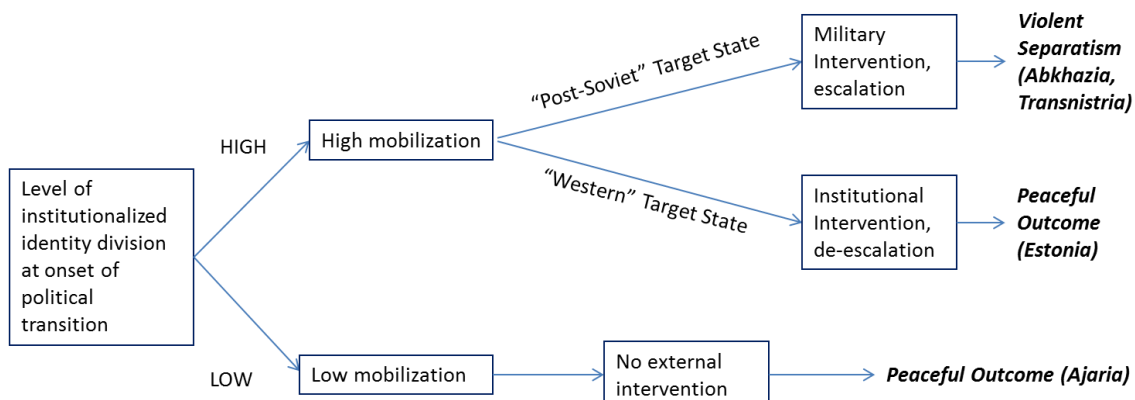 Level of
institutionalized
identity division
at onset of
political
transition
HIGH
High mobilization
“Post-Soviet” Target State
Military
Intervention,
escalation
Violent
Separatism
(Abkhazia,
Transnistria)
“Western” Target State
Institutional
Intervention,
de-escalation
Peaceful
Outcome
(Estonia)
LOW
Low mobilization
No external
intervention
Peaceful Outcome (Ajaria)